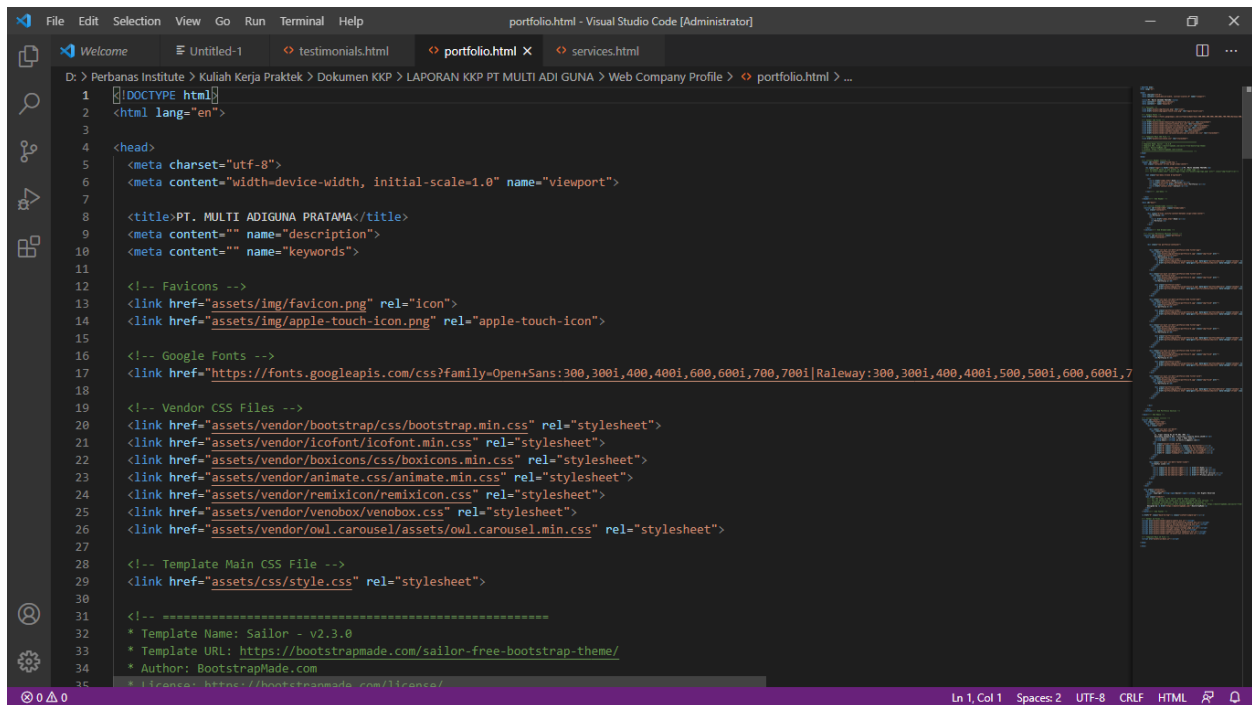 File Edit Selection View Go Run Terminal Help portfolio.html - Visual Studio Code [Administrator]
Welcome Untitled-1 <> testimonials.html <> portfolio.html × <> services.html ...
D: > Perbanas Institute > Kuliah Kerja Praktek > Dokumen KKP > LAPORAN KKP PT MULTI ADI GUNA > Web Company Profile > <> portfolio.html > ...
1 <!DOCTYPE html>
2 <html lang="en">
3
4 <head>
5 <meta charset="utf-8">
6 <meta content="width=device-width, initial-scale=1.0" name="viewport">
7
8 <title>PT. MULTI ADIGUNA PRATAMA</title>
9 <meta content="" name="description">
10 <meta content="" name="keywords">
11
12 <!-- Favicons -->
13 <link href="assets/img/favicon.png" rel="icon">
14 <link href="assets/img/apple-touch-icon.png" rel="apple-touch-icon">
15
16 <!-- Google Fonts -->
17 <link href="https://fonts.googleapis.com/css?family=Open+Sans:300,300i,400,400i,600,600i,700,700i|Raleway:300,300i,400,400i,500,500i,600,600i,7
18
19 <!-- Vendor CSS Files -->
20 <link href="assets/vendor/bootstrap/css/bootstrap.min.css" rel="stylesheet">
21 <link href="assets/vendor/icofont/icofont.min.css" rel="stylesheet">
22 <link href="assets/vendor/boxicons/css/boxicons.min.css" rel="stylesheet">
23 <link href="assets/vendor/animate.css/animate.min.css" rel="stylesheet">
24 <link href="assets/vendor/remixicon/remixicon.css" rel="stylesheet">
25 <link href="assets/vendor/venobox/venobox.css" rel="stylesheet">
26 <link href="assets/vendor/owl.carousel/assets/owl.carousel.min.css" rel="stylesheet">
27
28 <!-- Template Main CSS File -->
29 <link href="assets/css/style.css" rel="stylesheet">
30
31 <!-- =======================================================
32 * Template Name: Sailor - v2.3.0
33 * Template URL: https://bootstrapmade.com/sailor-free-bootstrap-theme/
34 * Author: BootstrapMade.com
35 * License: https://bootstrapmade.com/license/
0 0 Ln 1, Col 1 Spaces: 2 UTF-8 CRLF HTML